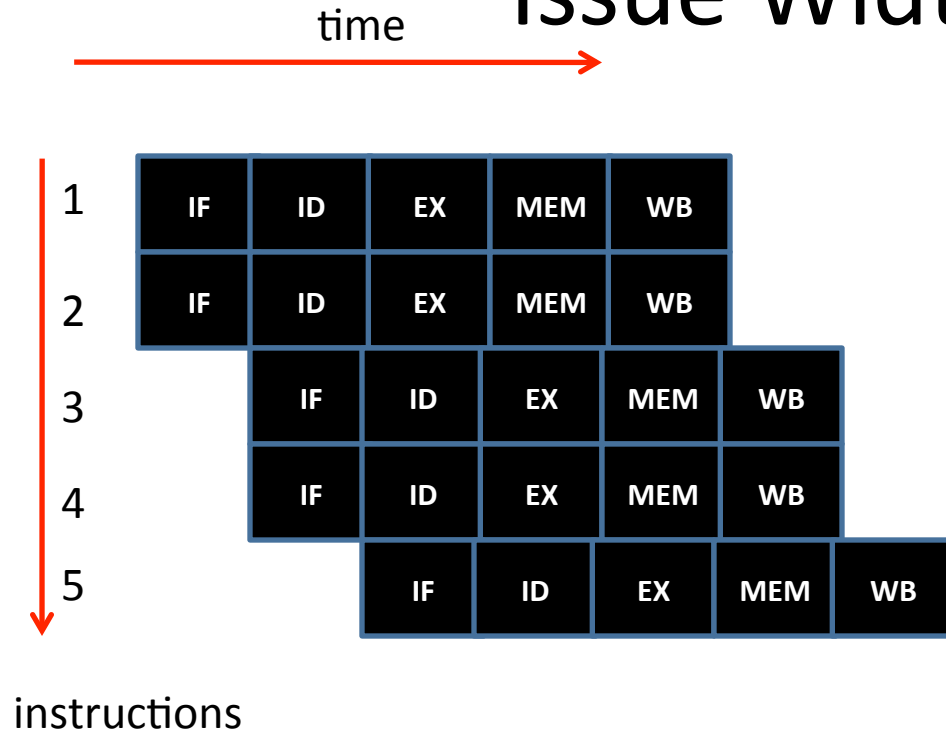 Issue
time
1 IF ID EX MEM WB
2 IF ID EX MEM WB
3 IF ID EX MEM WB
4 IF ID EX MEM WB
5 IF ID EX MEM WB
instructions